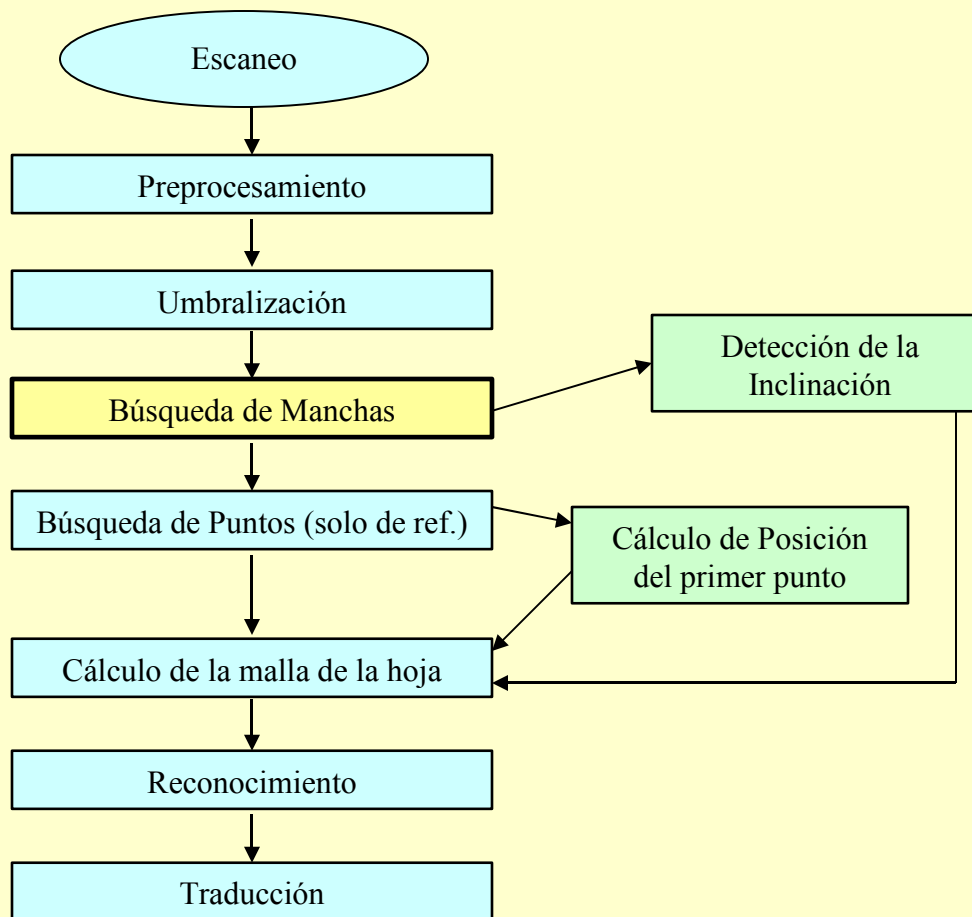 Escaneo
Preprocesamiento
Umbralización
Detección de la
Inclinación
Búsqueda de Manchas
Búsqueda de Puntos (solo de ref.)
Cálculo de Posición
del primer punto
Cálculo de la malla de la hoja
Reconocimiento
Traducción